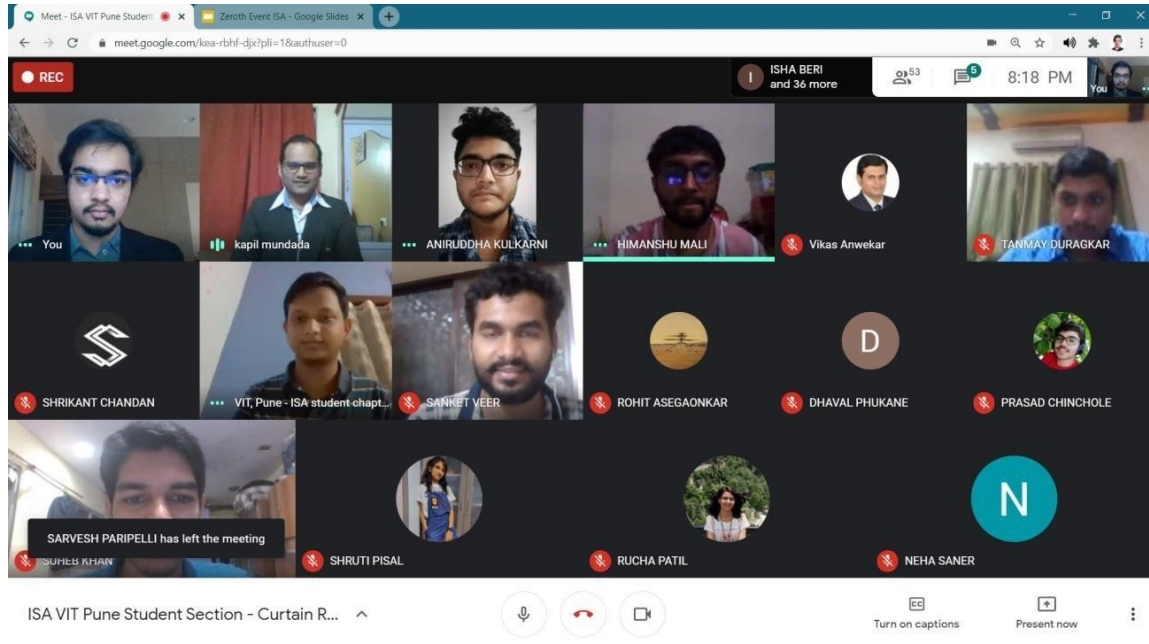 Meet - ISA VIT Pune Student
Zeroth Event ISA - Google Slides
meet.google.com/kea-rbhf-djx?pli=1&authuser=0
REC
I
ISHA BERI
and 36 more
53
5
8:18 PM
You
You
kapil mundada
ANIRUDDHA KULKARNI
HIMANSHU MALI
Vikas Anwekar
TANMAY DURAGKAR
SHRIKANT CHANDAN
VIT, Pune - ISA student chapt...
SANKET VEER
ROHIT ASEGAONKAR
D
DHAVAL PHUKANE
PRASAD CHINCHOLE
SARVESH PARIPELLI has left the meeting
SUHEB KHAN
SHRUTI PISAL
RUCHA PATIL
N
NEHA SANER
ISA VIT Pune Student Section - Curtain R...
CC
Turn on captions
Present now